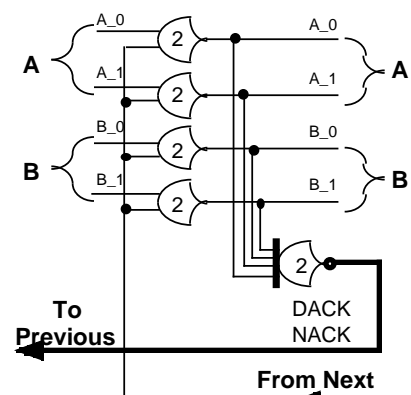 A_0 2 A_0
A A_1 2 A_1 A
B_0 2 B_0
B B_1 2 B_1 B
2
To DACK
Previous NACK
From Next